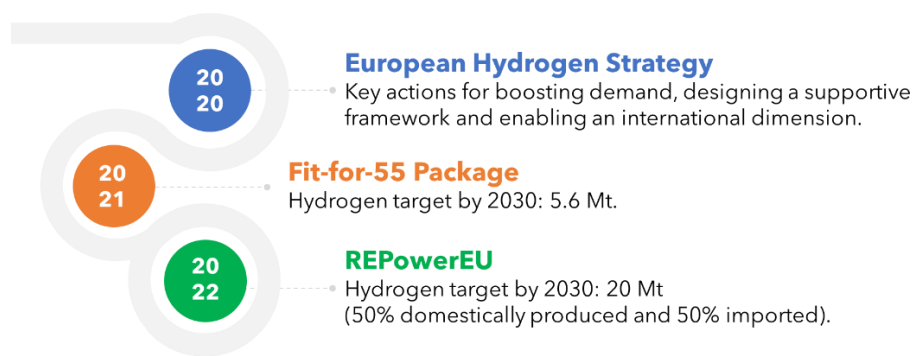 20
20
European Hydrogen Strategy
Key actions for boosting demand, designing a supportive
framework and enabling an international dimension.
20
21
Fit-for-55 Package
Hydrogen target by 2030: 5.6 Mt.
20
22
REPowerEU
Hydrogen target by 2030: 20 Mt
(50% domestically produced and 50% imported).